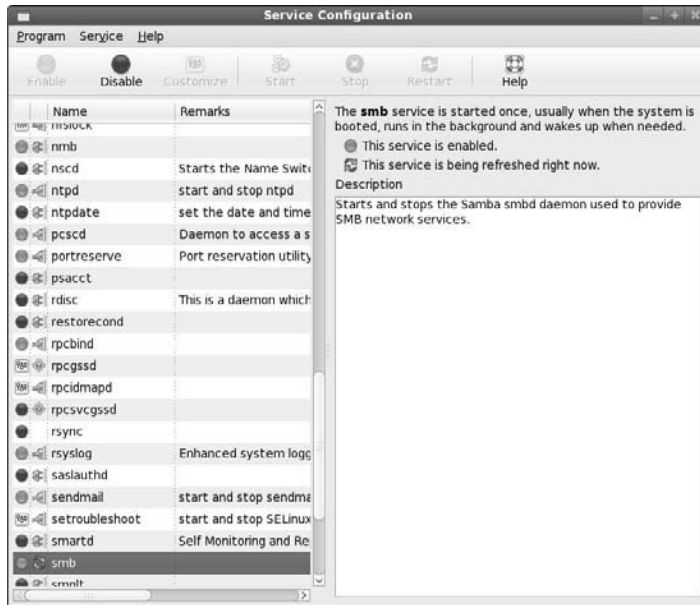 Service Configuration
Program Service Help
Enable Disable Customize Start Stop Restart Help
Name Remarks
nfslock
nmb
nscd Starts the Name Swit
ntpd start and stop ntpd
ntpdate set the date and time
pcscd Daemon to access a s
portreserve Port reservation utility
psacct
rdisc This is a daemon which
restorecond
rpcbind
rpcgssd
rpcidmapd
rpcsvcgssd
rsync
rsyslog Enhanced system logg
saslauthd
sendmail start and stop sendma
setroubleshoot start and stop SELinux
smartd Self Monitoring and Re
smb
smolt
The smb service is started once, usually when the system is
booted, runs in the background and wakes up when needed.
This service is enabled.
This service is being refreshed right now.
Description
Starts and stops the Samba smbd daemon used to provide
SMB network services.